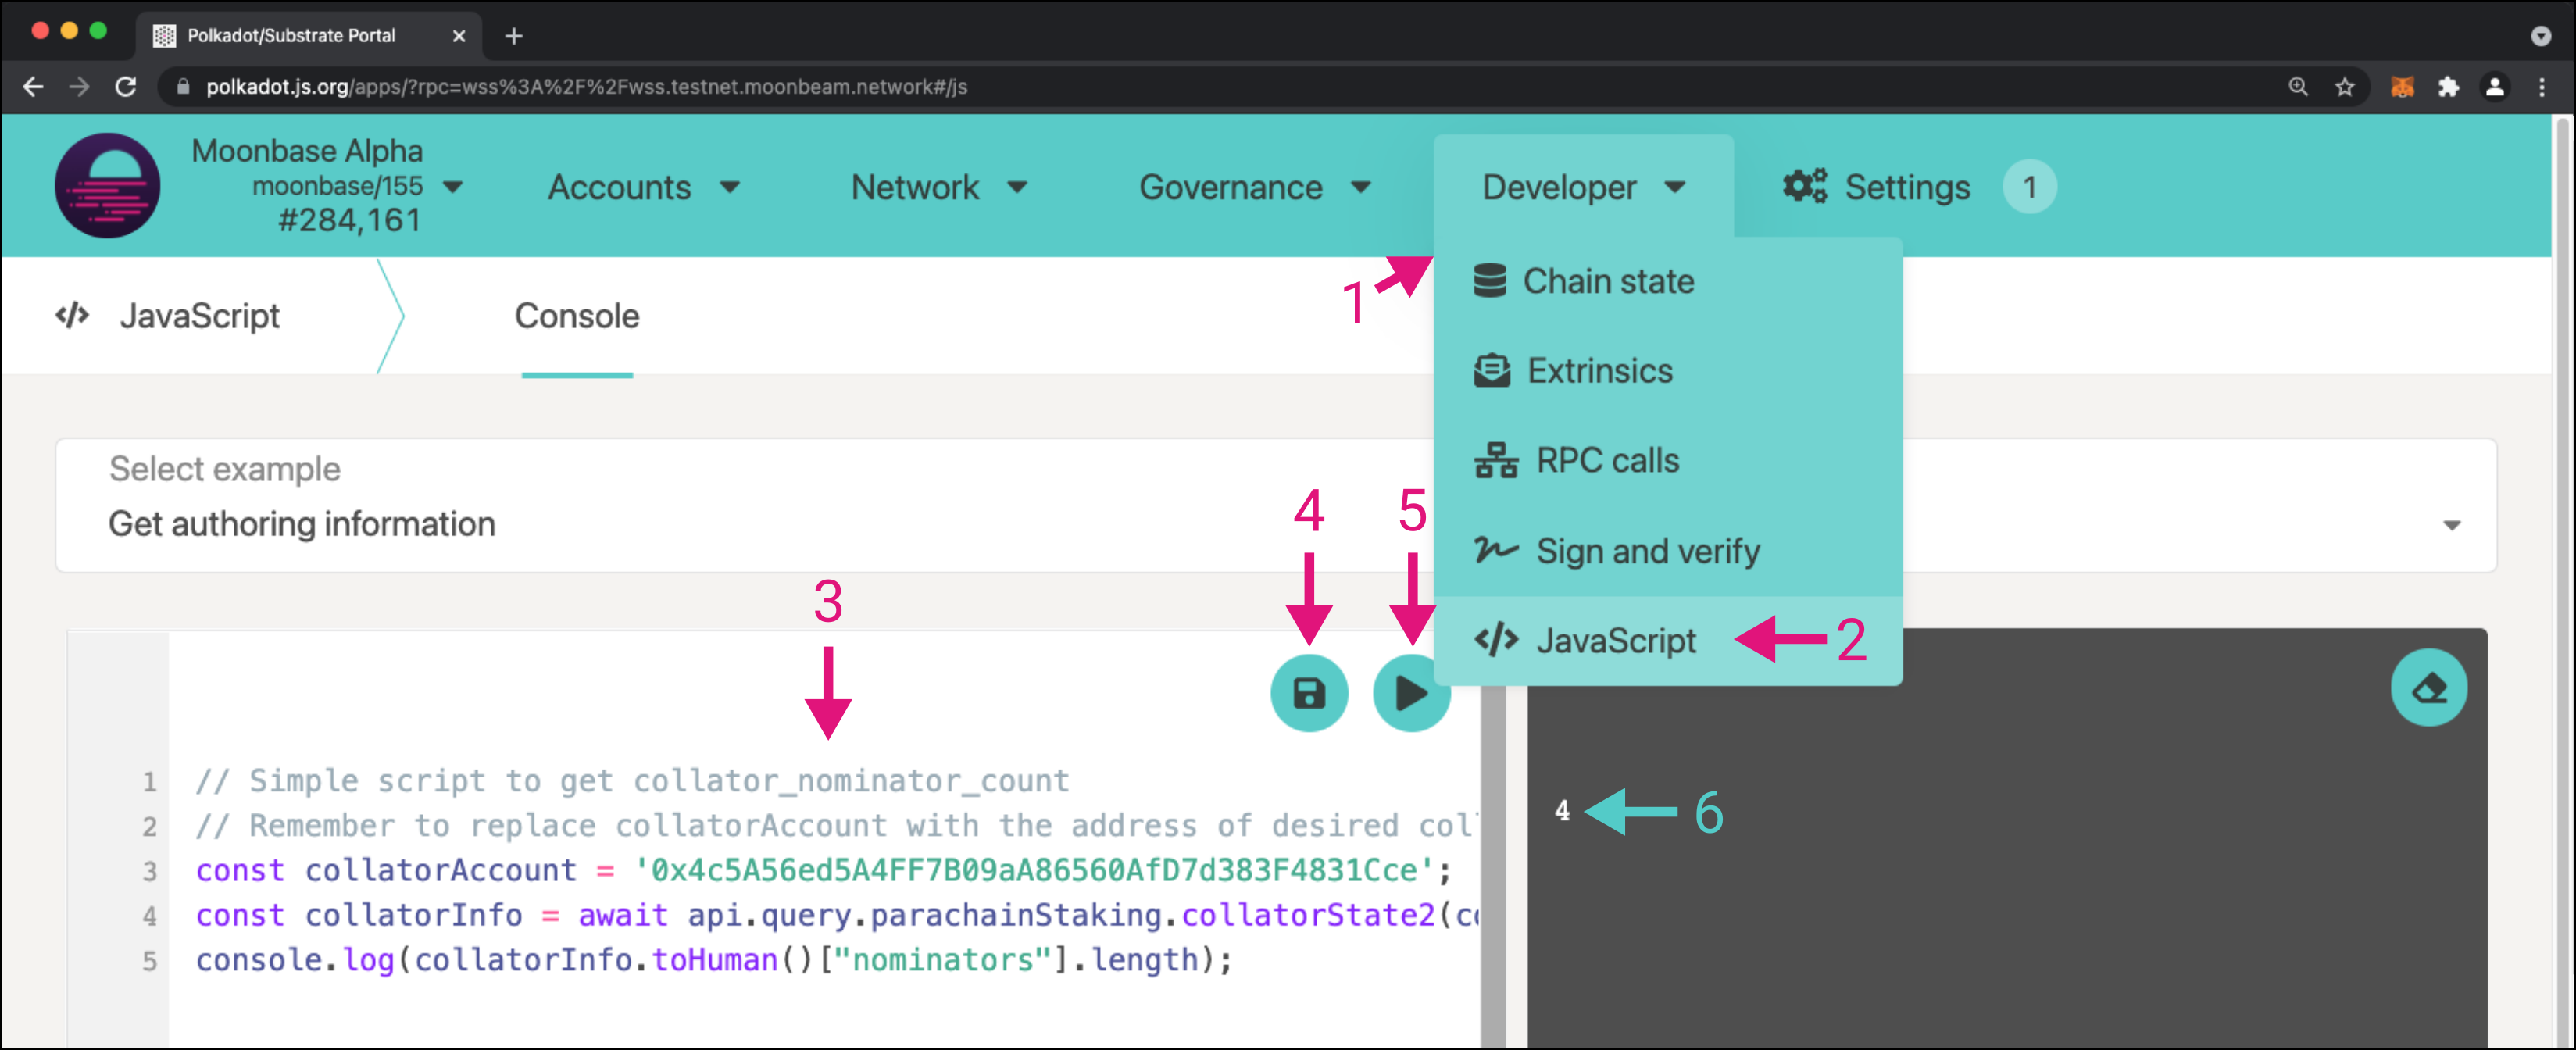 Polkadot/Substrate Portal
polkadot.js.org/apps/?rpc=wss%3A%2F%2Fwss.testnet.moonbeam.network#/js
Moonbase Alpha
moonbase/155
#284,161
Accounts
Network
Governance
Developer
Settings
1
Chain state
Extrinsics
RPC calls
Sign and verify
JavaScript
1
2
JavaScript
Console
Select example
Get authoring information
3
4
5
1 // Simple script to get collator_nominator_count
2 // Remember to replace collatorAccount with the address of desired col
3 const collatorAccount = '0x4c5A56ed5A4FF7B09aA86560AfD7d383F4831Cce';
4 const collatorInfo = await api.query.parachainStaking.collatorState2(co
5 console.log(collatorInfo.toHuman()["nominators"].length);
4
6